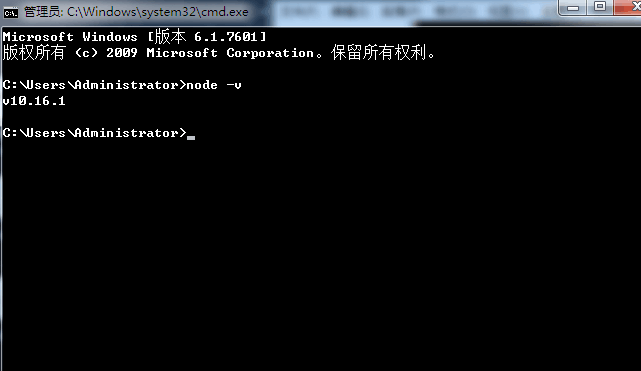 管理员: C:\Windows\system32\cmd.exe
Microsoft Windows [版本 6.1.7601]
版权所有 (c) 2009 Microsoft Corporation。保留所有权利。
C:\Users\Administrator>node -v
v10.16.1
C:\Users\Administrator>